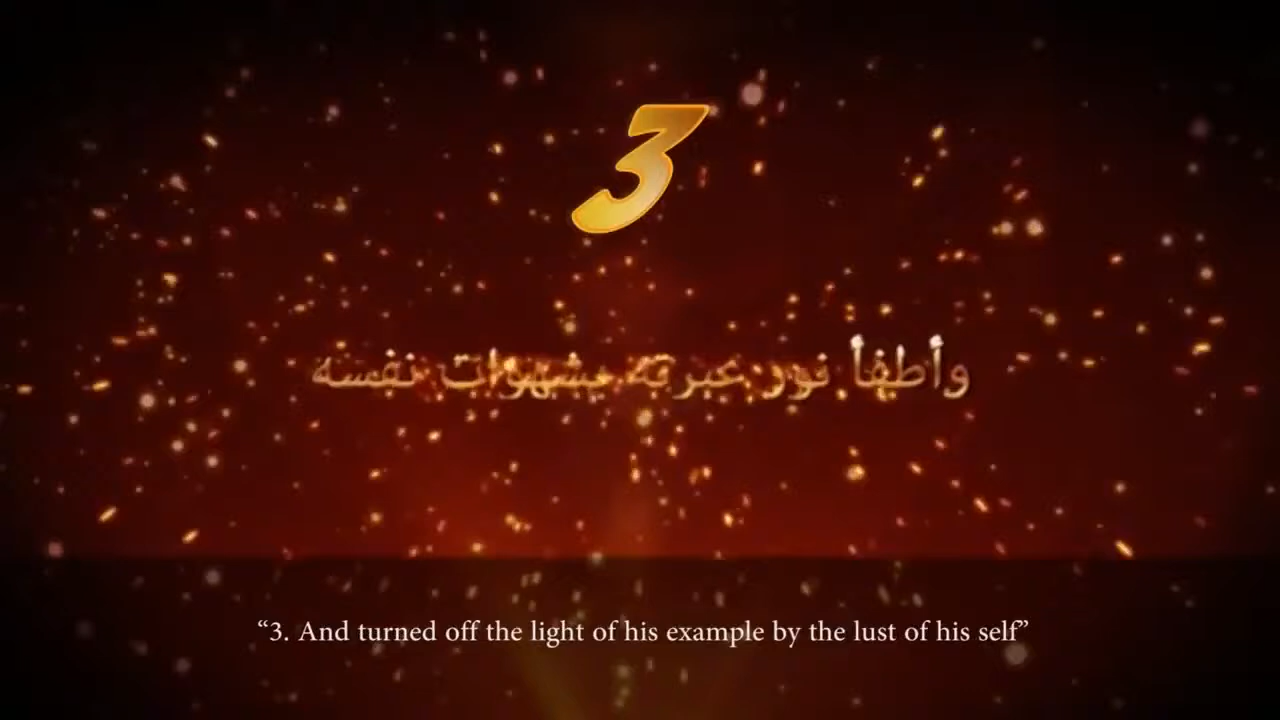 3
وأطفأ نور عبرته بشهوات نفسه
“3. And turned off the light of his example by the lust of his self”